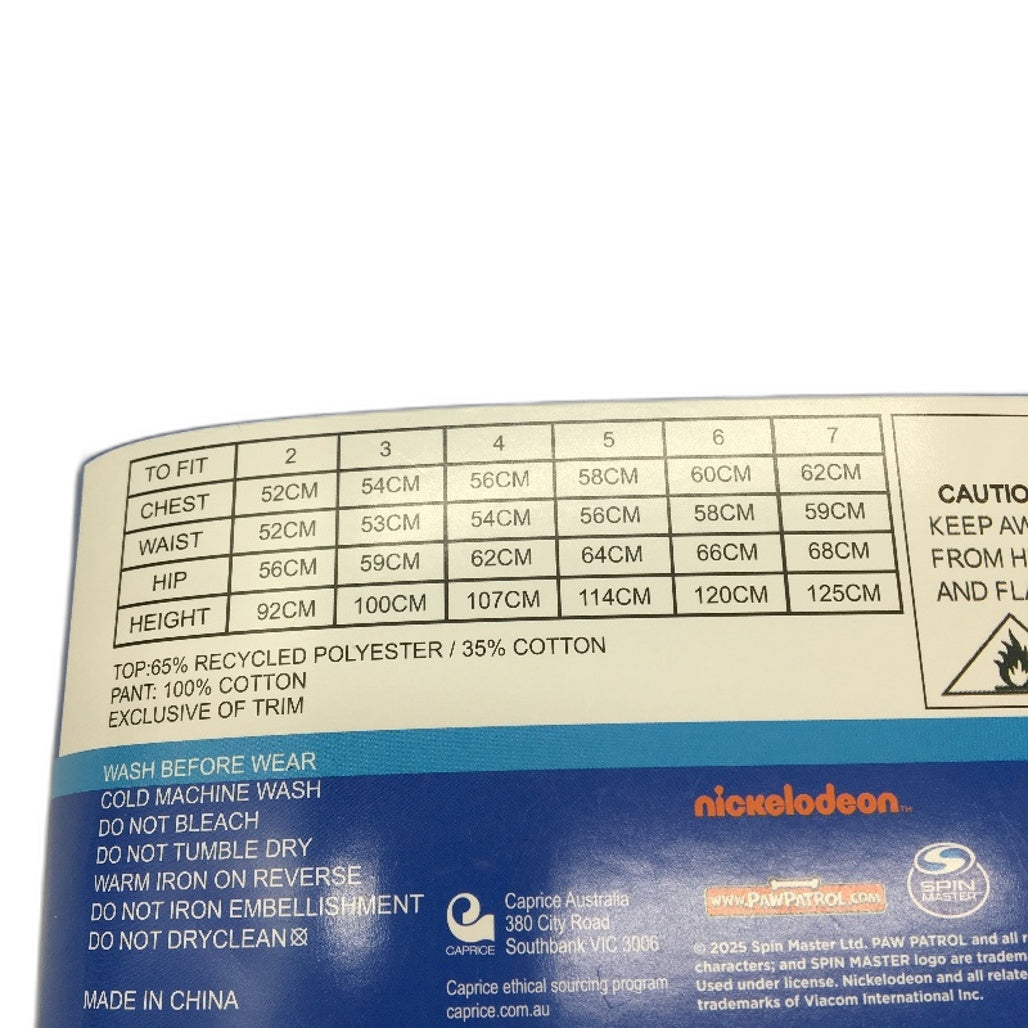 TO FIT 2 3 4 5 6 7
CHEST 52CM 54CM 56CM 58CM 60CM 62CM
WAIST 52CM 53CM 54CM 56CM 58CM 59CM
HIP 56CM 59CM 62CM 64CM 66CM 68CM
HEIGHT 92CM 100CM 107CM 114CM 120CM 125CM
TOP:65% RECYCLED POLYESTER / 35% COTTON
PANT: 100% COTTON
EXCLUSIVE OF TRIM
KEEP
FROM
AND
WASH BEFORE WEAR
COLD MACHINE WASH
DO NOT BLEACH
DO NOT TUMBLE DRY
WARM IRON ON REVERSE
DO NOT IRON EMBELLISHMENT
DO NOT DRYCLEAN
MADE IN CHINA
CAPRICE
Caprice Australia
380 City Road
Southbank VIC 3006
Caprice ethical sourcing program
caprice.com.au
nickelodeon™
www.PAWPATROL.com
SPIN
MASTER
© 2025 Spin Master Ltd. PAW PATROL and all
characters; and SPIN MASTER logo are
Used under license. Nickelodeon and all
trademarks of Viacom International Inc.